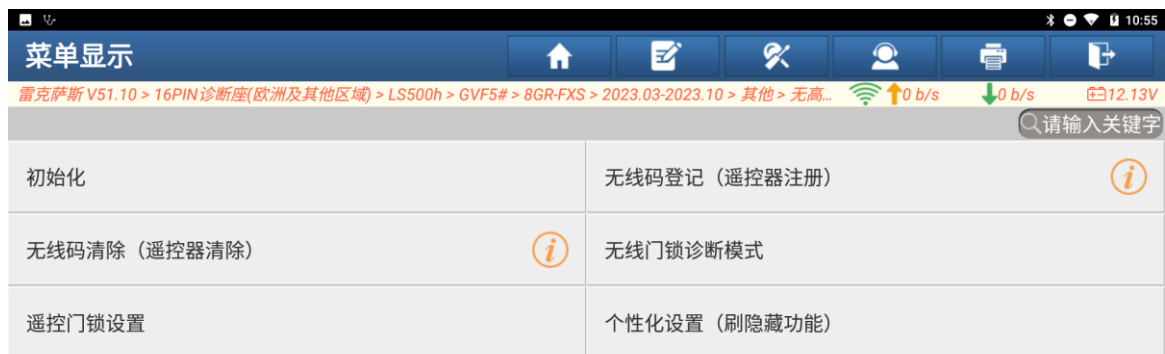 10:55
菜单显示
雷克萨斯 V51.10 > 16PIN诊断座(欧洲及其他区域) > LS500h > GVF5# > 8GR-FXS > 2023.03-2023.10 > 其他 > 无高... 0 b/s 0 b/s 12.13V
请输入关键字
初始化
无线码登记（遥控器注册） i
无线码清除（遥控器清除） i
无线门锁诊断模式
遥控门锁设置
个性化设置（刷隐藏功能）